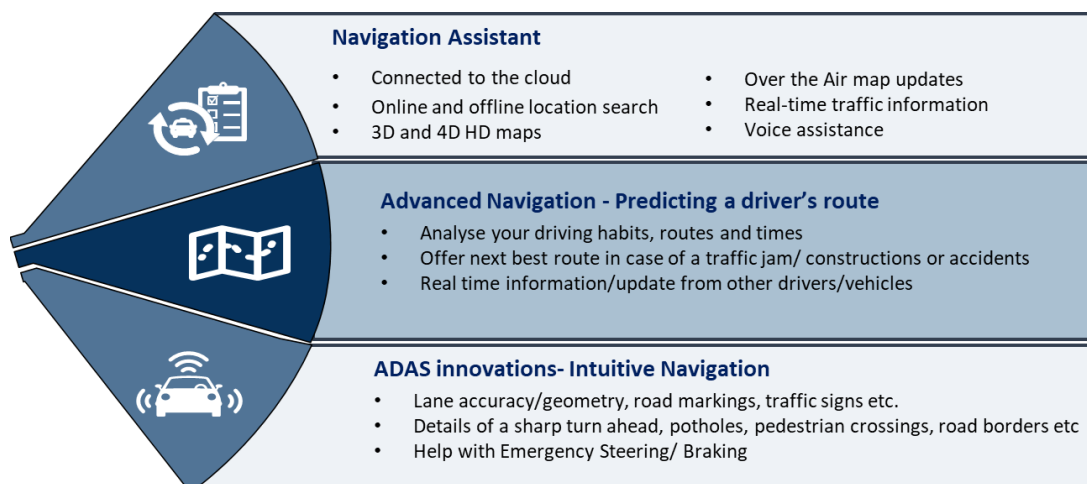 Navigation Assistant
• Connected to the cloud
• Online and offline location search
• 3D and 4D HD maps
• Over the Air map updates
• Real-time traffic information
• Voice assistance
Advanced Navigation - Predicting a driver’s route
• Analyse your driving habits, routes and times
• Offer next best route in case of a traffic jam/ constructions or accidents
• Real time information/update from other drivers/vehicles
ADAS innovations- Intuitive Navigation
• Lane accuracy/geometry, road markings, traffic signs etc.
• Details of a sharp turn ahead, potholes, pedestrian crossings, road borders etc
• Help with Emergency Steering/ Braking